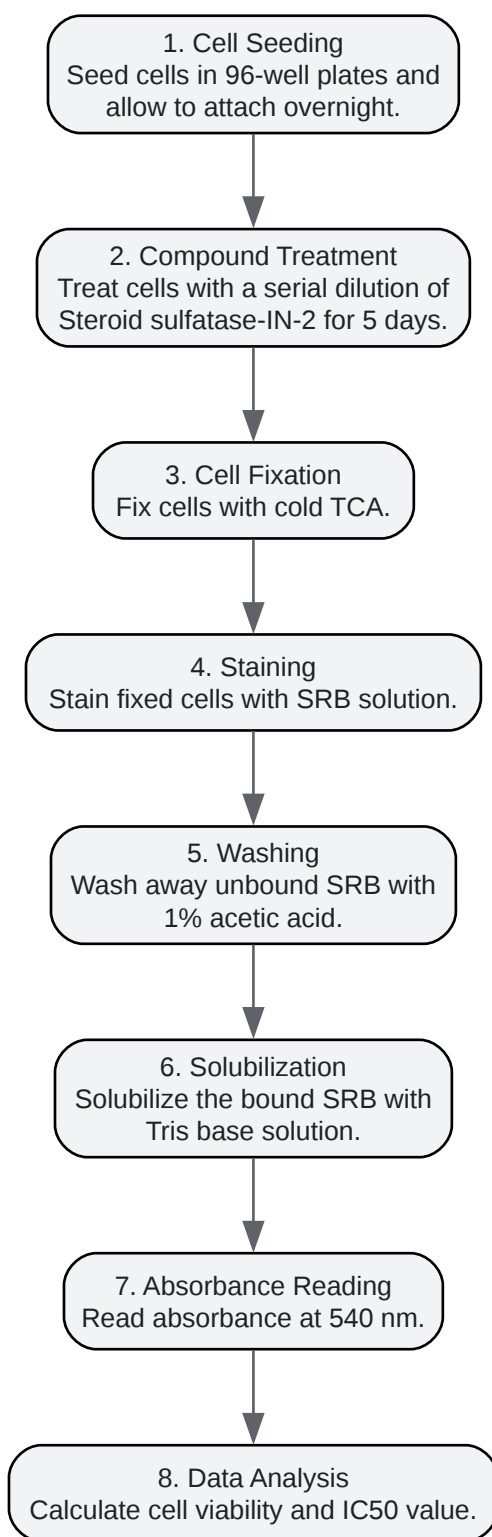 1. Cell Seeding
Seed cells in 96-well plates and
allow to attach overnight.
2. Compound Treatment
Treat cells with a serial dilution of
Steroid sulfatase-IN-2 for 5 days.
3. Cell Fixation
Fix cells with cold TCA.
4. Staining
Stain fixed cells with SRB solution.
5. Washing
Wash away unbound SRB with
1% acetic acid.
6. Solubilization
Solubilize the bound SRB with
Tris base solution.
7. Absorbance Reading
Read absorbance at 540 nm.
8. Data Analysis
Calculate cell viability and IC50 value.